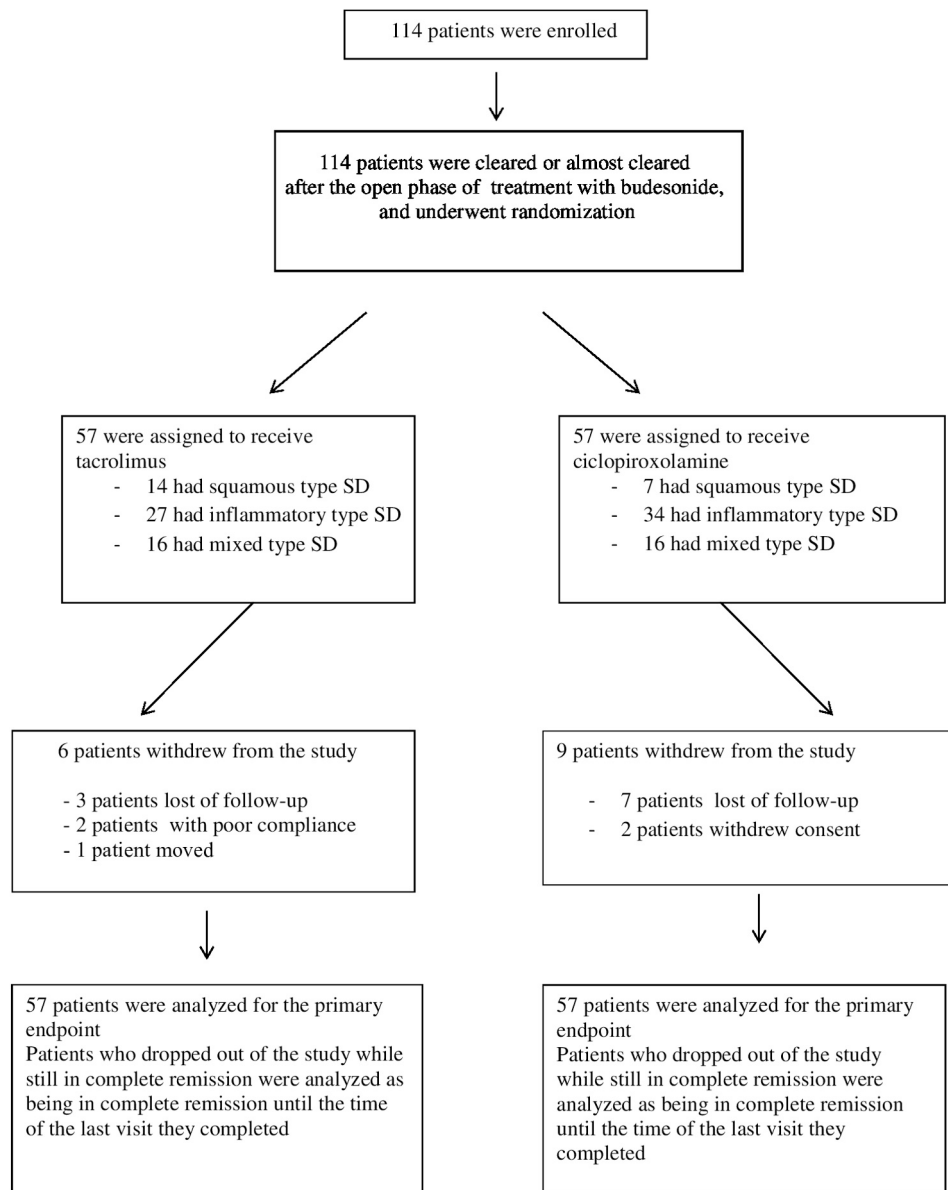 114 patients were enrolled
114 patients were cleared or almost cleared
after the open phase of treatment with budesonide,
and underwent randomization
57 were assigned to receive
tacrolimus
- 14 had squamous type SD
- 27 had inflammatory type SD
- 16 had mixed type SD
57 were assigned to receive
ciclopiroxolamine
- 7 had squamous type SD
- 34 had inflammatory type SD
- 16 had mixed type SD
6 patients withdrew from the study
- 3 patients lost of follow-up
- 2 patients with poor compliance
- 1 patient moved
9 patients withdrew from the study
- 7 patients lost of follow-up
- 2 patients withdrew consent
57 patients were analyzed for the primary
endpoint
Patients who dropped out of the study while
still in complete remission were analyzed as
being in complete remission until the time
of the last visit they completed
57 patients were analyzed for the primary
endpoint
Patients who dropped out of the study
while still in complete remission were
analyzed as being in complete remission
until the time of the last visit they
completed